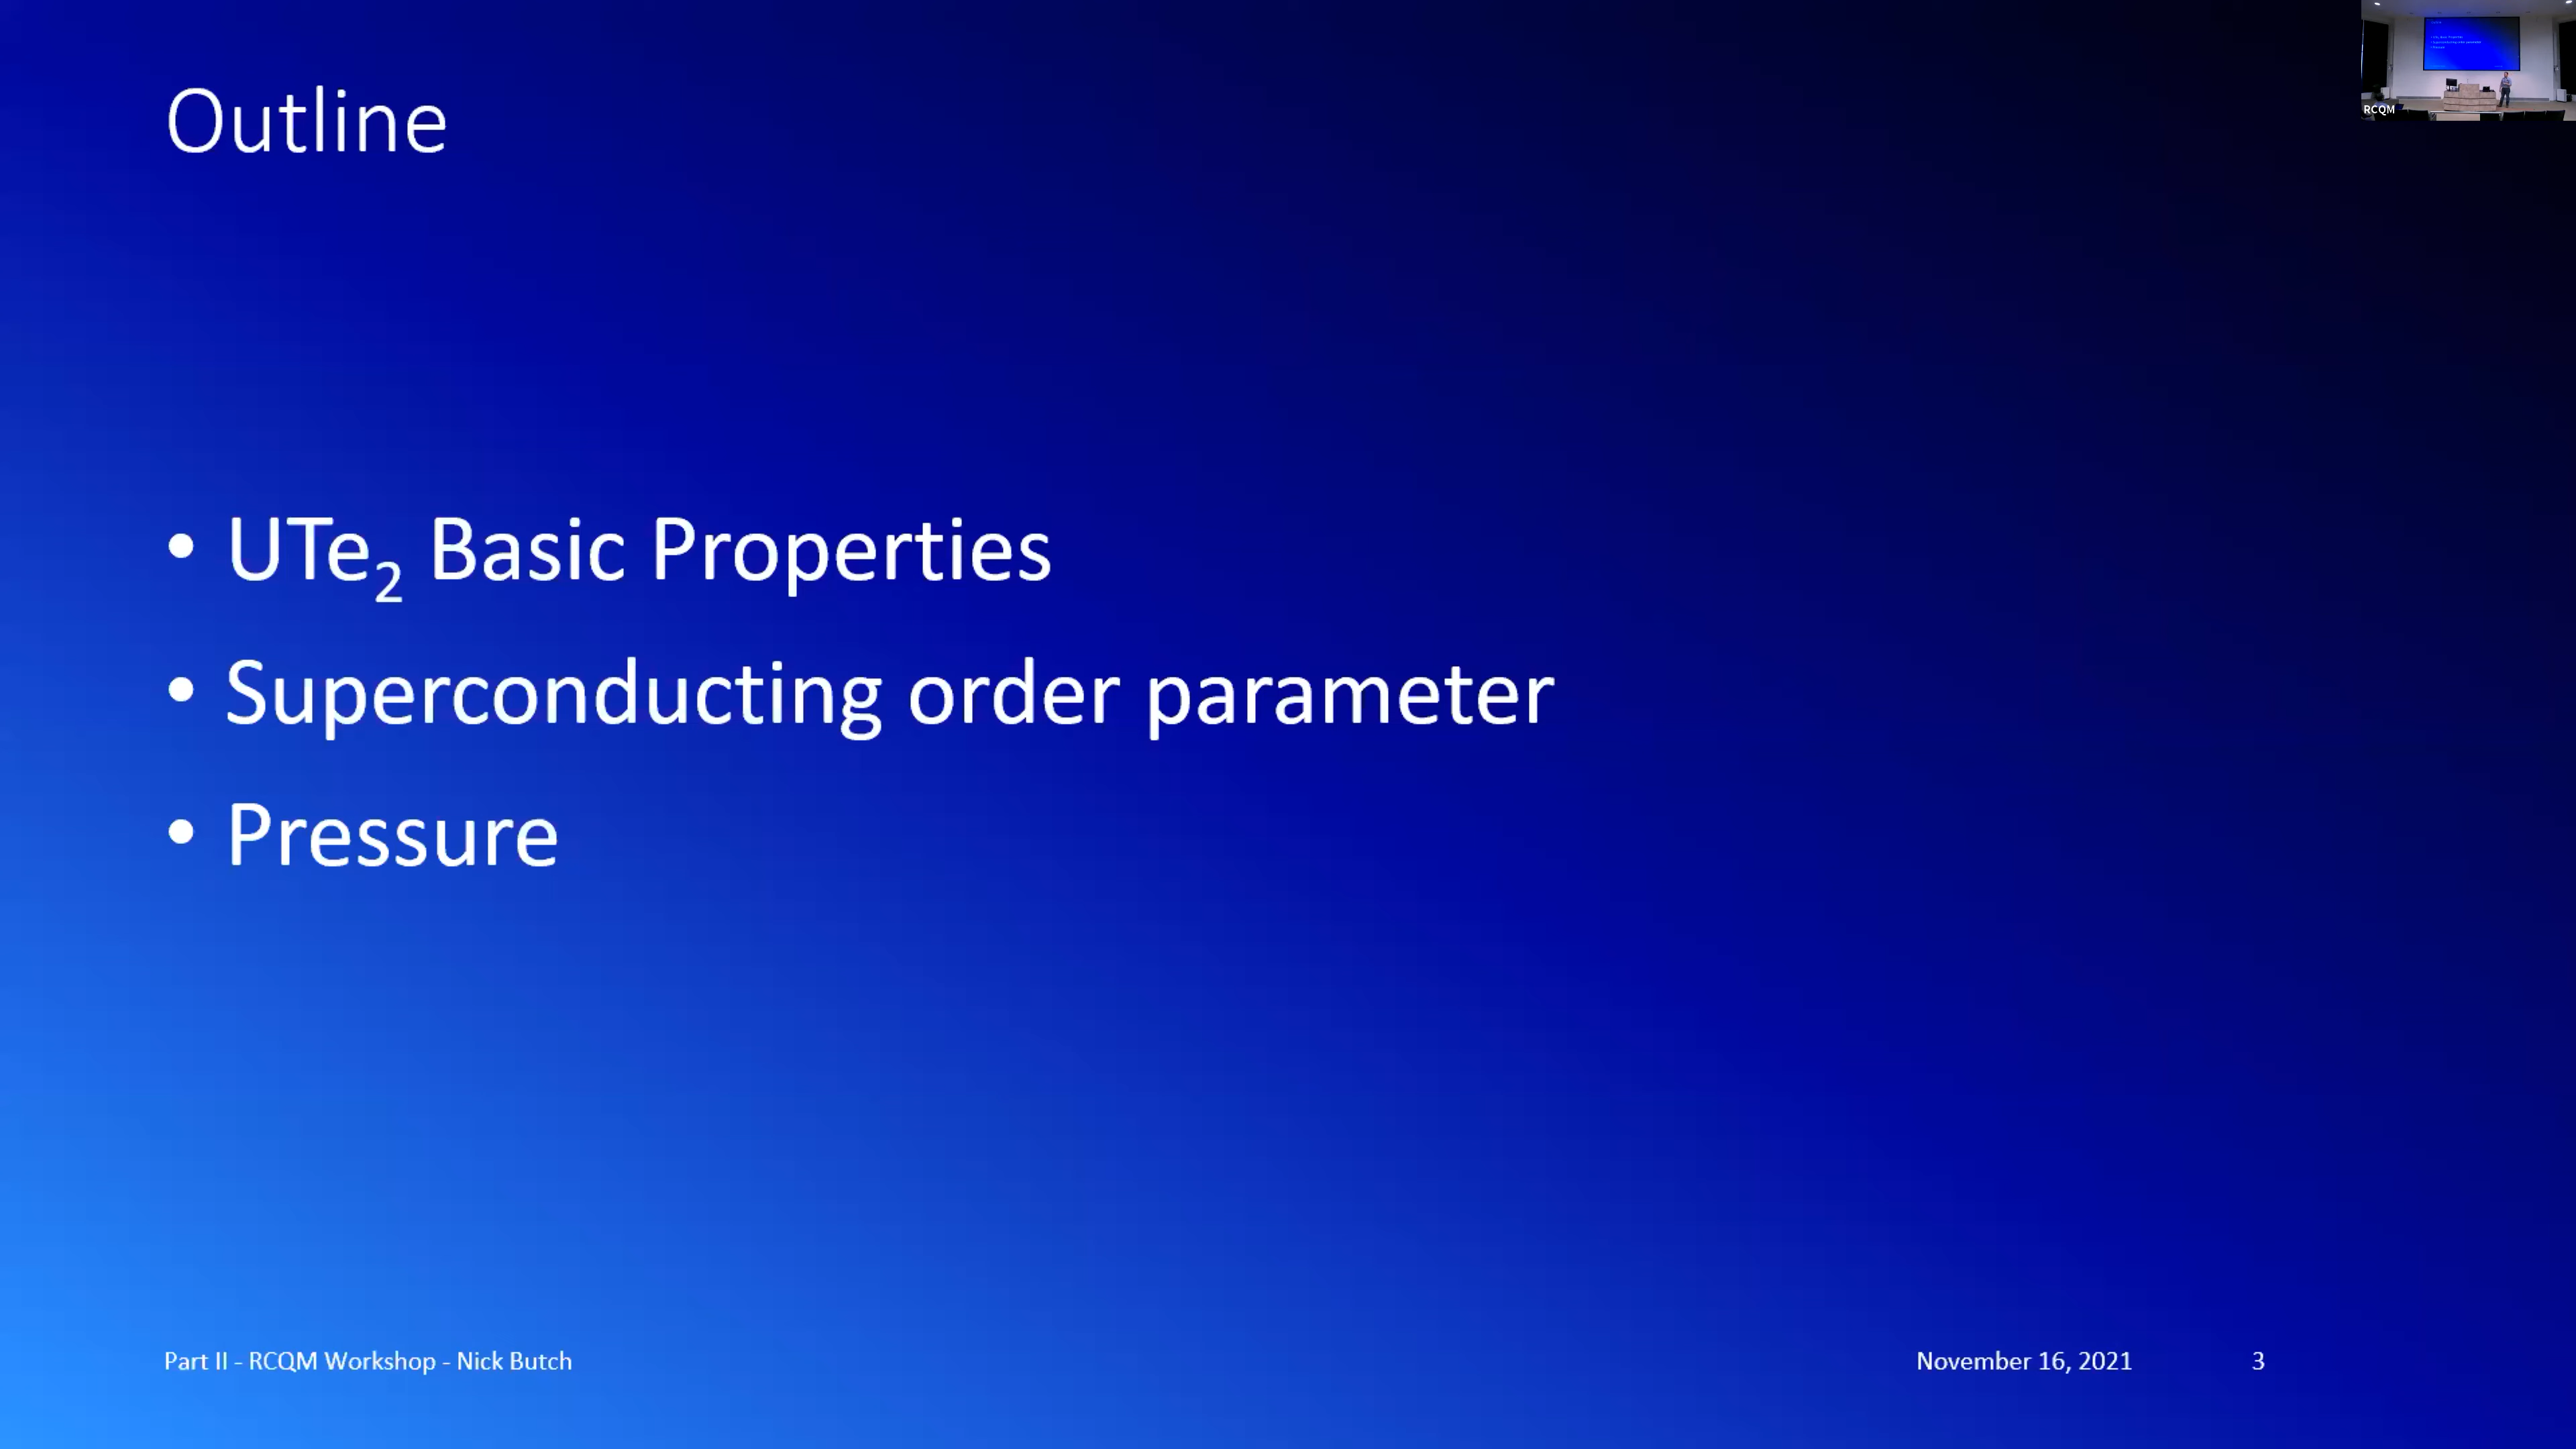 Outline
RCQM
• UTe₂ Basic Properties
• Superconducting order parameter
• Pressure
Part II - RCQM Workshop - Nick Butch
November 16, 2021
3